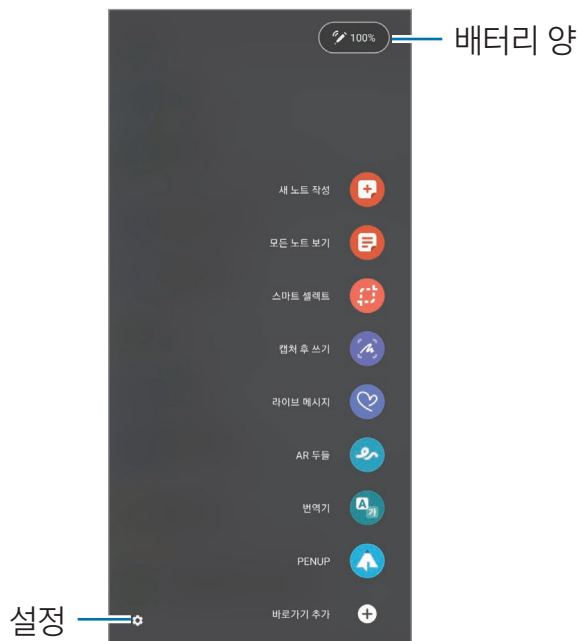 100%
배터리 양
새 노트 작성
모든 노트 보기
스마트 셀렉트
캡처 후 쓰기
라이브 메시지
AR 두들
번역기
A
가
PENUP
바로가기 추가
설정